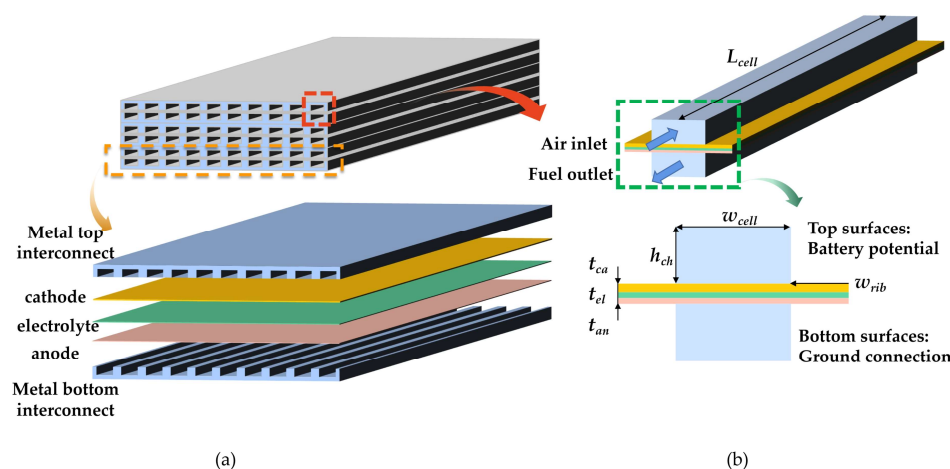 Metal top
interconnect
cathode
electrolyte
anode
Metal bottom
interconnect
(a)
L_cell
Air inlet
Fuel outlet
w_cell
h_ch
Top surfaces:
Battery potential
t_ca
w_rib
t_el
t_an
Bottom surfaces:
Ground connection
(b)